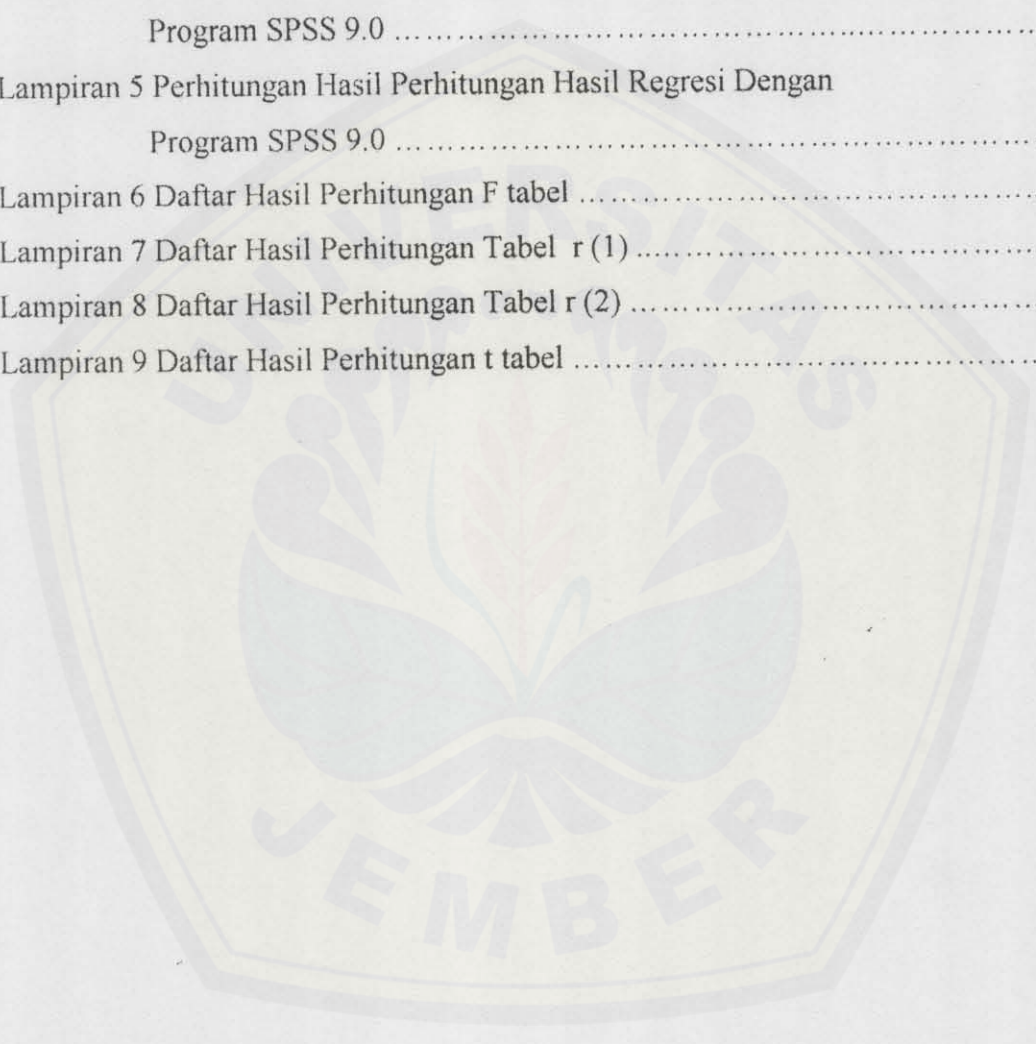 Program SPSS 9.0 ........................................................................
Lampiran 5 Perhitungan Hasil Perhitungan Hasil Regresi Dengan
Program SPSS 9.0 ........................................................................
Lampiran 6 Daftar Hasil Perhitungan F tabel ..................................................
Lampiran 7 Daftar Hasil Perhitungan Tabel r (1) ............................................
Lampiran 8 Daftar Hasil Perhitungan Tabel r (2) ............................................
Lampiran 9 Daftar Hasil Perhitungan t tabel ..................................................
UNIVERSITAS
JEMBER